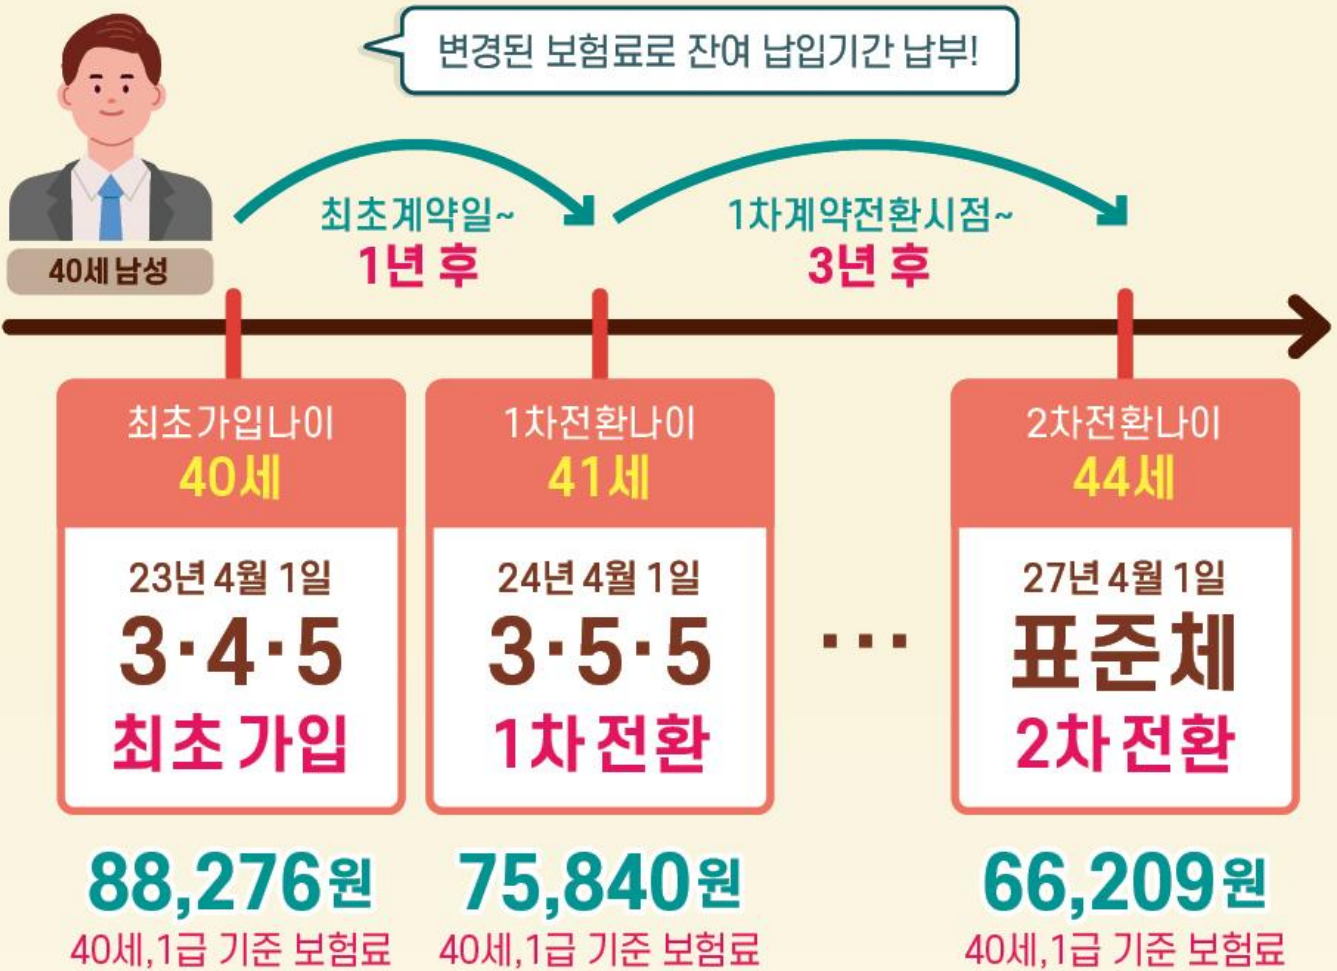 변경된 보험료로 잔여 납입기간 납부!
최초계약일~
1년 후
1차계약전환시점~
3년 후
40세 남성
최초가입나이
40세
23년 4월 1일
3·4·5
최초 가입
88,276원
40세,1급 기준 보험료
1차전환나이
41세
24년 4월 1일
3·5·5
1차 전환
75,840원
40세,1급 기준 보험료
...
2차전환나이
44세
27년 4월 1일
표준체
2차 전환
66,209원
40세,1급 기준 보험료